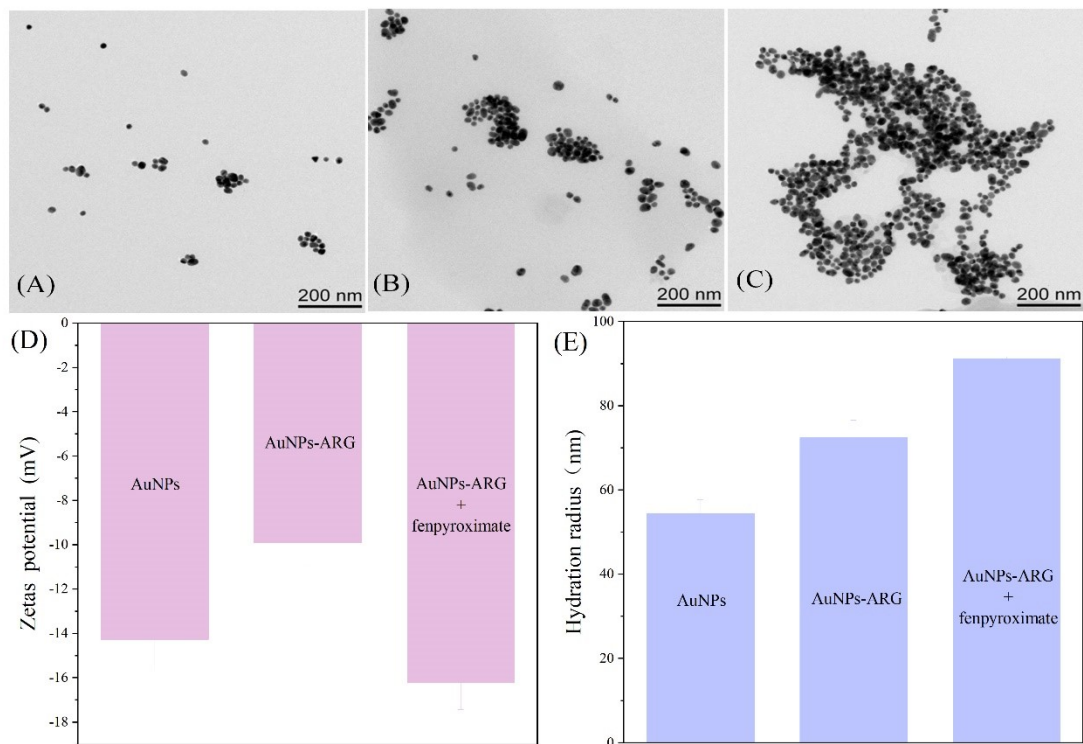 (A)
200 nm
(B)
200 nm
(C)
200 nm
(D)
Zetas potential (mV)
0
-2
-4
-6
-8
-10
-12
-14
-16
-18
AuNPs
AuNPs-ARG
AuNPs-ARG
+
fenpyroximate
(E)
Hydration radius（nm）
100
80
60
40
20
0
AuNPs
AuNPs-ARG
AuNPs-ARG
+
fenpyroximate